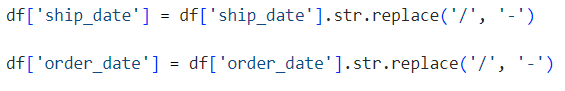 df['ship_date'] = df['ship_date'].str.replace('/', '-')
df['order_date'] = df['order_date'].str.replace('/', '-')